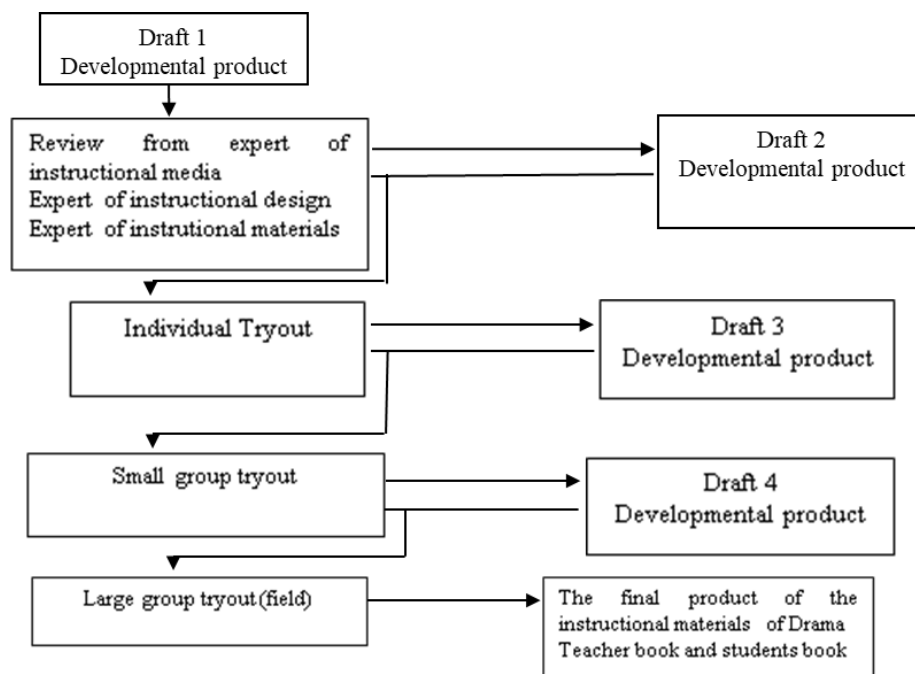 Draft 1
Developmental product
Review from expert of
instructional media
Expert of instructional design
Expert of instrutional materials
Draft 2
Developmental product
Individual Tryout
Draft 3
Developmental product
Small group tryout
Draft 4
Developmental product
Large group tryout(field)
The final product of the
instructional materials of Drama
Teacher book and students book